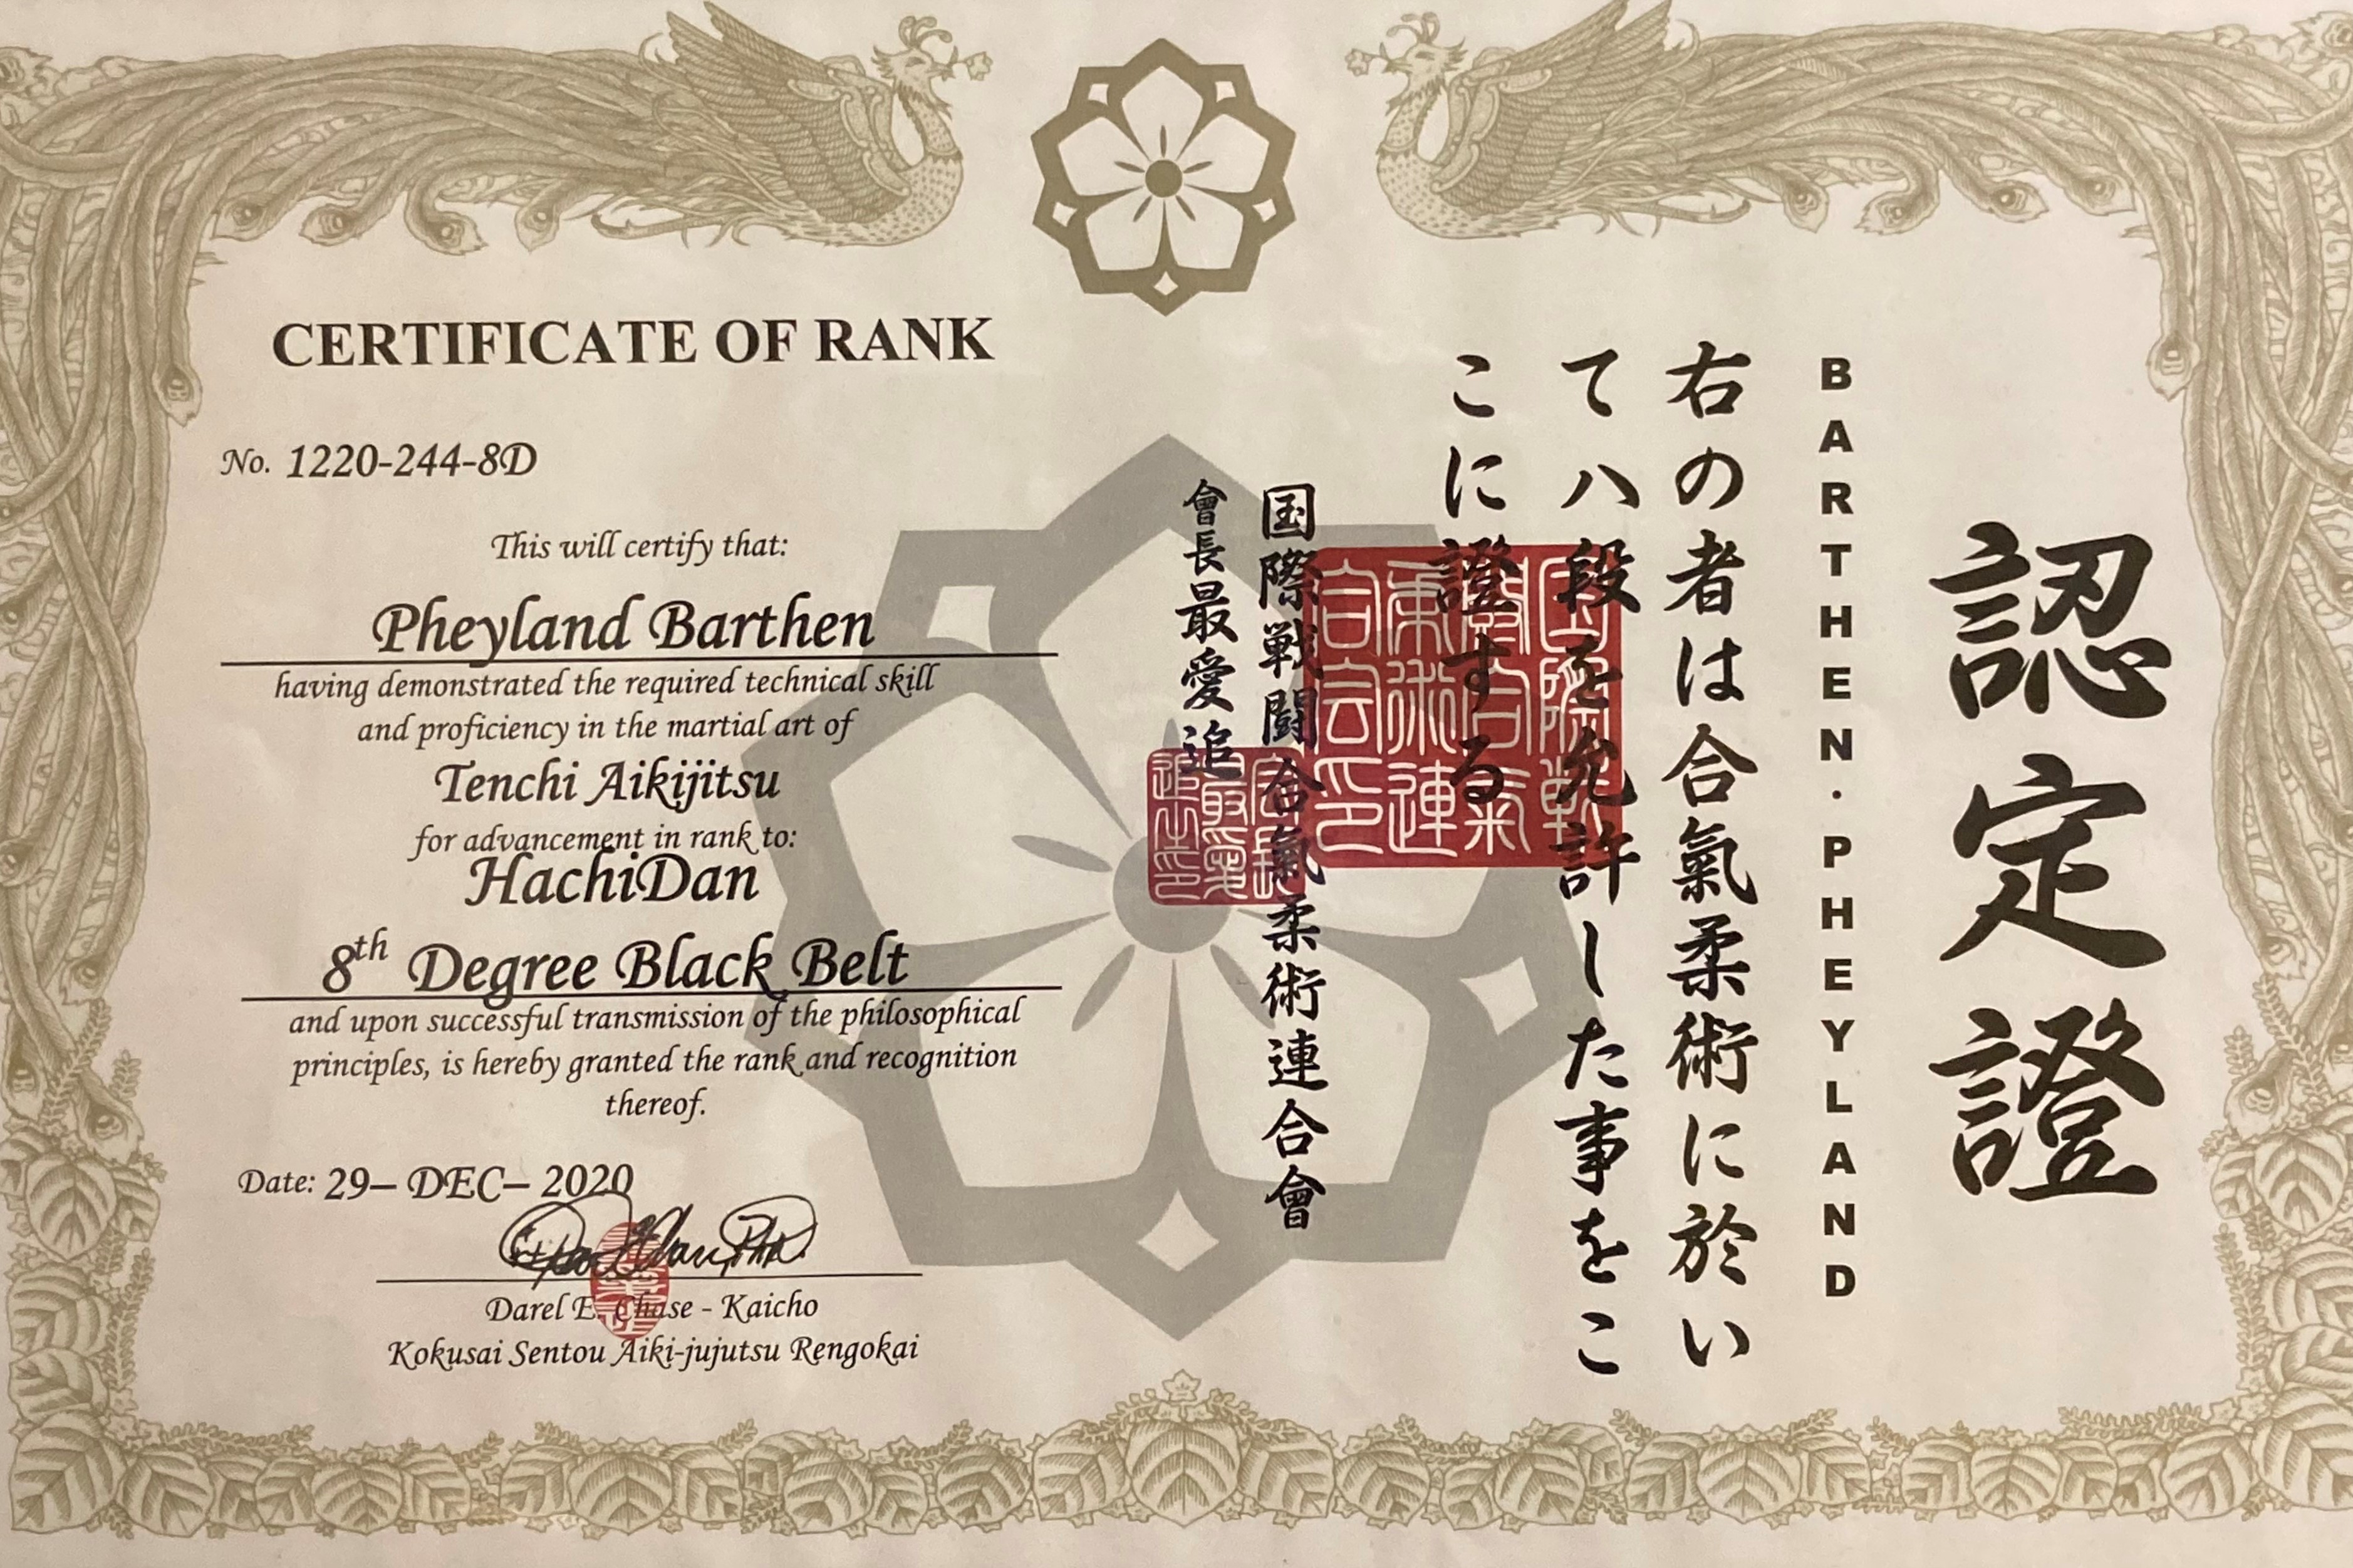 CERTIFICATE OF RANK
No. 1220-244-8D
This will certify that:
Pheyland Barthen
having demonstrated the required technical skill
and proficiency in the martial art of
Tenchi Aikijitsu
for advancement in rank to:
HachiDan
8th Degree Black Belt
and upon successful transmission of the philosophical
principles, is hereby granted the rank and recognition
thereof.
Date: 29– DEC– 2020
Darel E. Chase - Kaicho
Kokusai Sentou Aiki-jujutsu Rengokai
認定證
BARTHEN・PHEYLAND
右の者は合氣柔術に於い
て八段を允許した事をこ
こに證する
国際戦闘合氣柔術連合會
會長最愛追